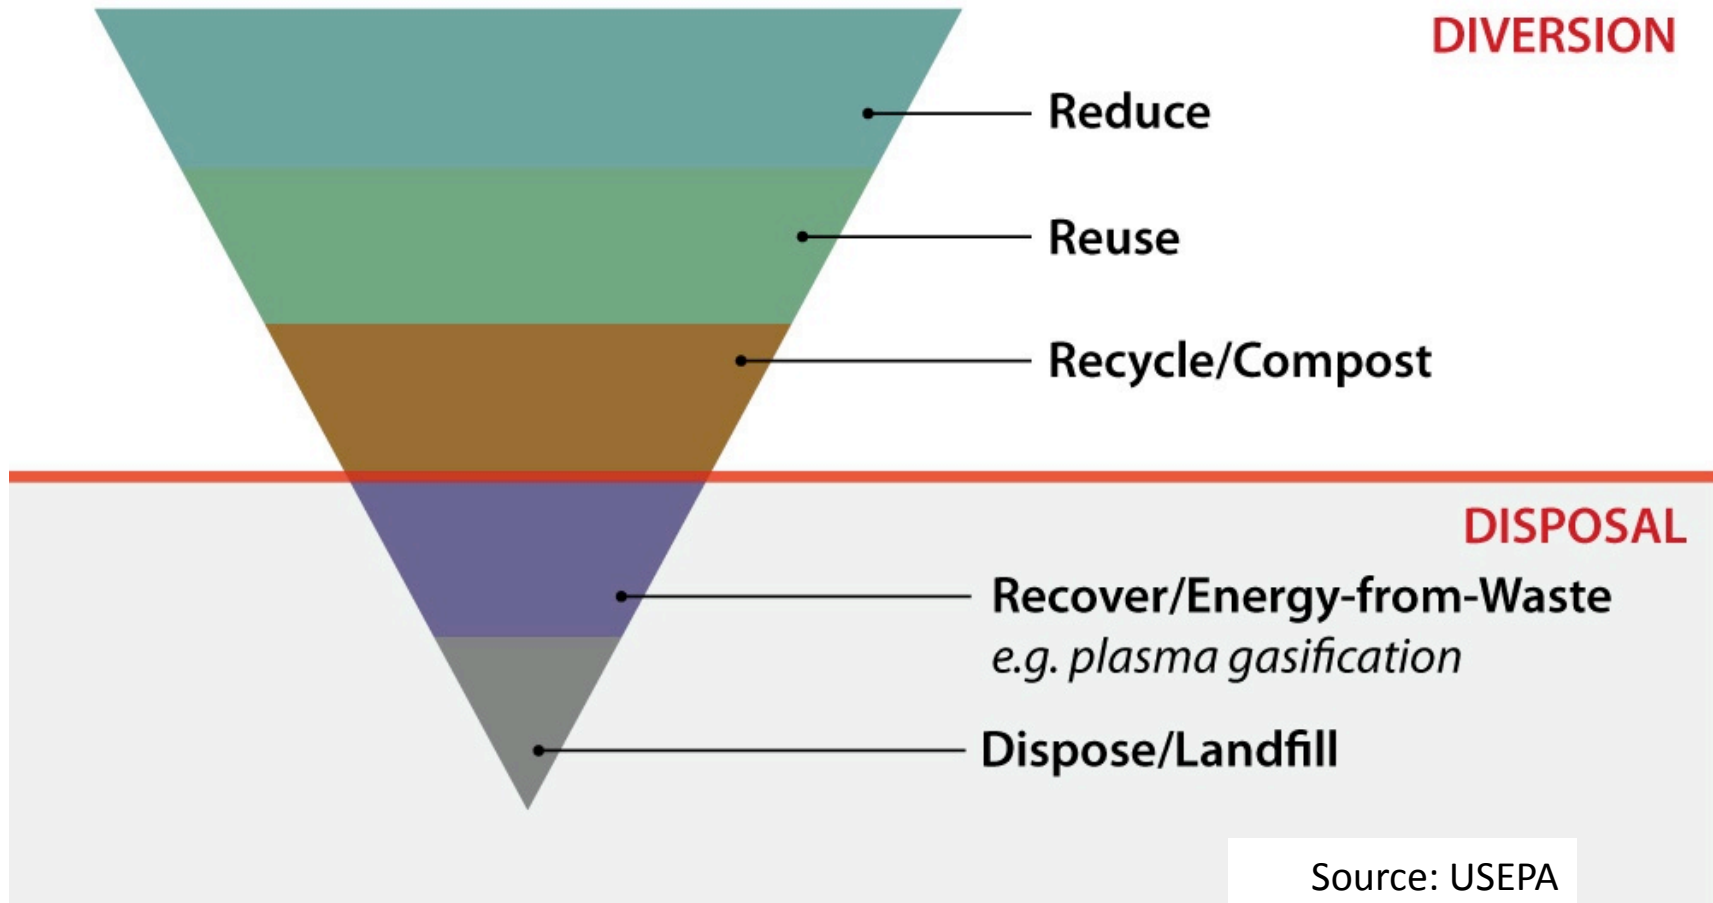 DIVERSION
Reduce
Reuse
Recycle/Compost
DISPOSAL
Recover/Energy-from-Waste
e.g. plasma gasification
Dispose/Landfill
Source: USEPA